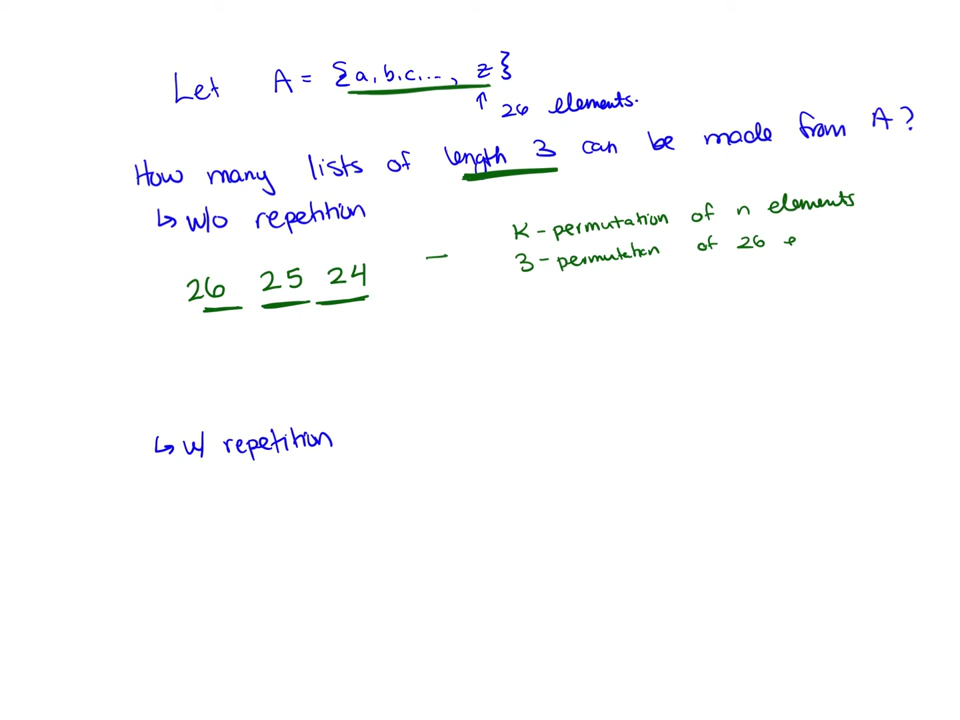 Let A = {a, b, c..., z}
↑ 26 elements.
How many lists of length 3 can be made from A?
↳ w/o repetition
K - permutation of n elements
26 25 24 — 3 - permutation of 26 e
↳ w/ repetition